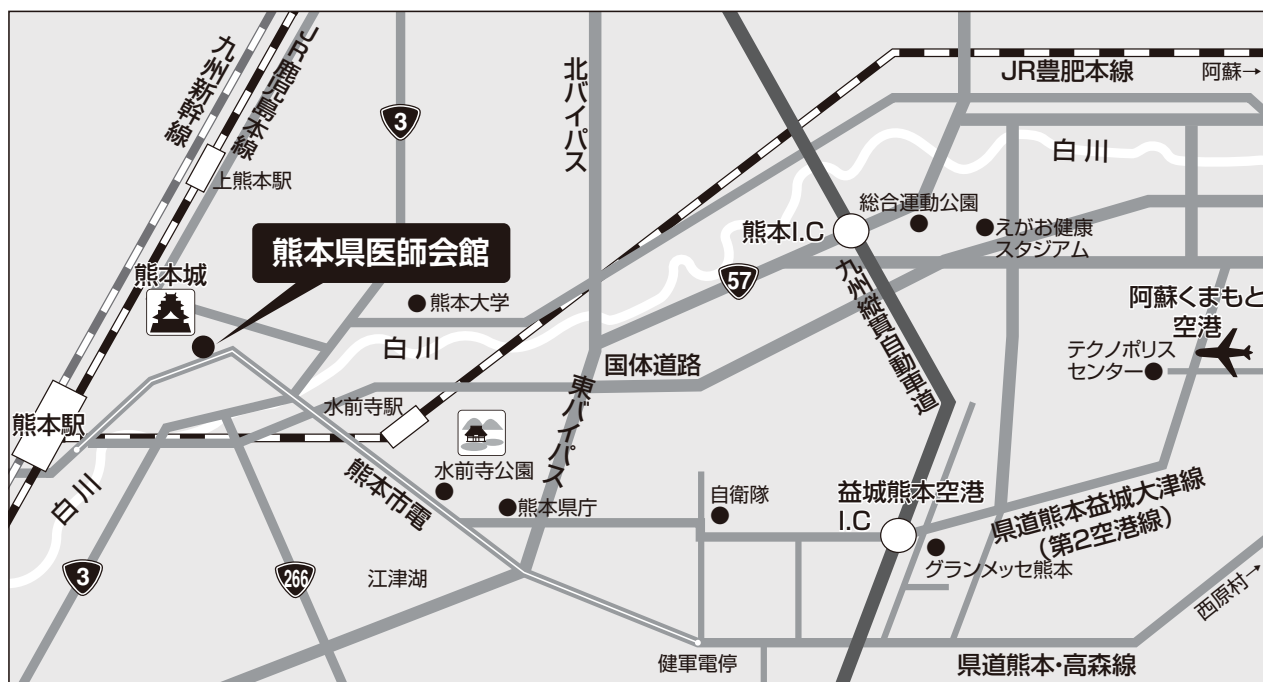 九州新幹線
JR鹿児島本線
3
北バイパス
JR豊肥本線
阿蘇→
上熊本駅
白川
総合運動公園
えがお健康
スタジアム
熊本I.C
熊本県医師会館
熊本城
57
熊本大学
九州縦貫自動車道
阿蘇くまもと
空港
白川
国体道路
テクノポリス
センター
水前寺駅
東バイパス
熊本駅
水前寺公園
熊本市電
熊本県庁
自衛隊
益城熊本空港
I.C
県道熊本益城大津線
(第2空港線)
白川
グランメッセ熊本
3
266
江津湖
西原村→
健軍電停
県道熊本・高森線